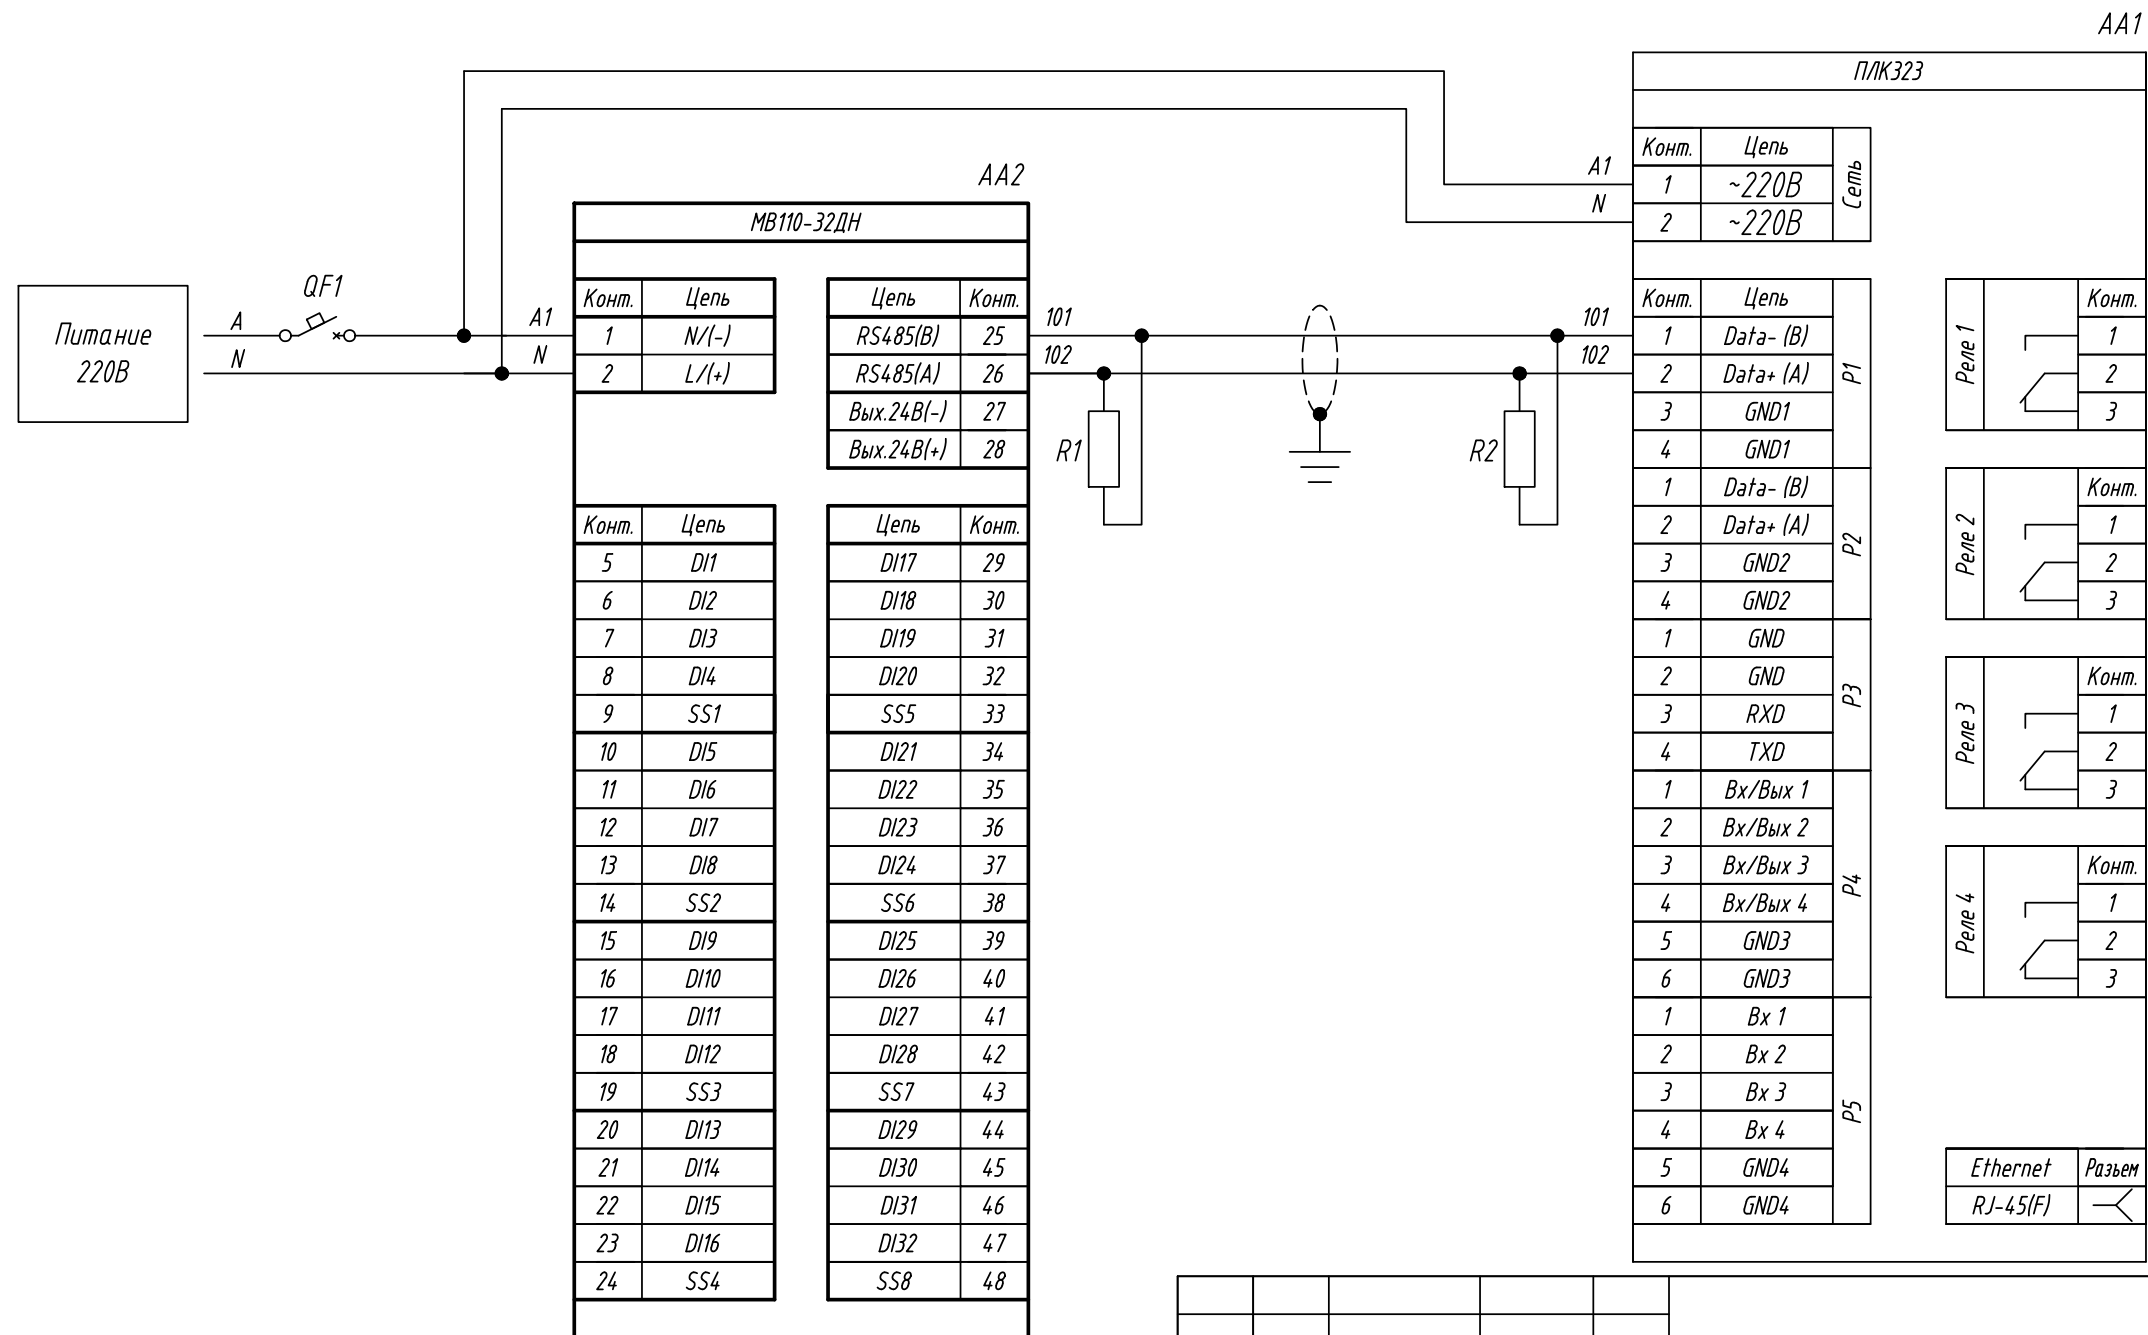 АА1
ПЛК323
Конт. Цепь Сеть
А1 1 ~220В
N 2 ~220В
АА2
МВ110-32ДН
Питание
220В
QF1
А
N
А1
N
Конт. Цепь
1 N/(-)
2 L/(+)
Цепь Конт.
RS485(B) 25
RS485(A) 26
Вых.24В(-) 27
Вых.24В(+) 28
101
102
R1
R2
101
102
Конт. Цепь
5 DI1
6 DI2
7 DI3
8 DI4
9 SS1
10 DI5
11 DI6
12 DI7
13 DI8
14 SS2
15 DI9
16 DI10
17 DI11
18 DI12
19 SS3
20 DI13
21 DI14
22 DI15
23 DI16
24 SS4
Цепь Конт.
DI17 29
DI18 30
DI19 31
DI20 32
SS5 33
DI21 34
DI22 35
DI23 36
DI24 37
SS6 38
DI25 39
DI26 40
DI27 41
DI28 42
SS7 43
DI29 44
DI30 45
DI31 46
DI32 47
SS8 48
Конт. Цепь
P1
1 Data- (B)
2 Data+ (A)
3 GND1
4 GND1
P2
1 Data- (B)
2 Data+ (A)
3 GND2
4 GND2
P3
1 GND
2 GND
3 RXD
4 TXD
P4
1 Вх/Вых 1
2 Вх/Вых 2
3 Вх/Вых 3
4 Вх/Вых 4
5 GND3
6 GND3
P5
1 Вх 1
2 Вх 2
3 Вх 3
4 Вх 4
5 GND4
6 GND4
Реле 1
Конт.
1
2
3
Реле 2
Конт.
1
2
3
Реле 3
Конт.
1
2
3
Реле 4
Конт.
1
2
3
Ethernet Разьем
RJ-45(F)